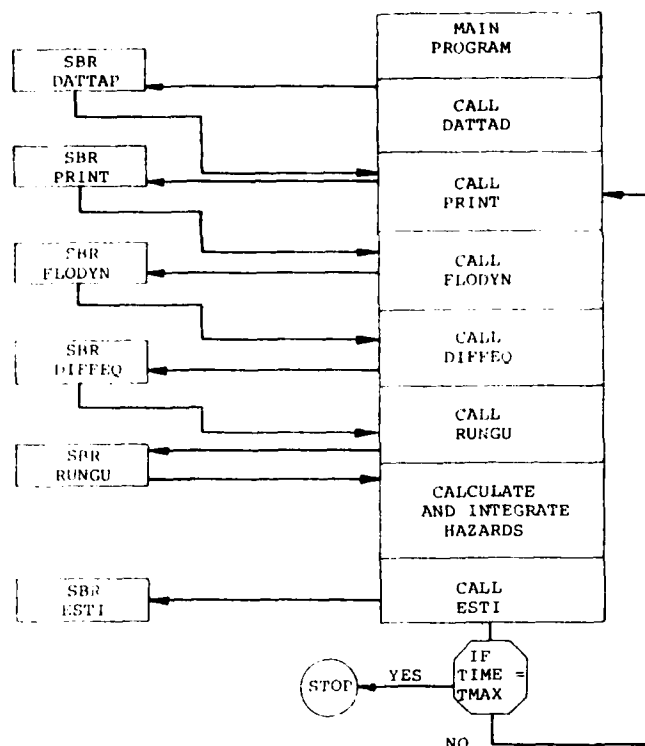 MAIN
PROGRAM
SBR
DATTAP
CALL
DATTAD
SBR
PRINT
CALL
PRINT
SBR
FLODYN
CALL
FLODYN
SBR
DIFFEQ
CALL
DIFFEQ
CALL
RUNGU
SBR
RUNGU
CALCULATE
AND INTEGRATE
HAZARDS
SBR
ESTI
CALL
ESTI
IF
TIME =
TMAX
YES
STOP
NO